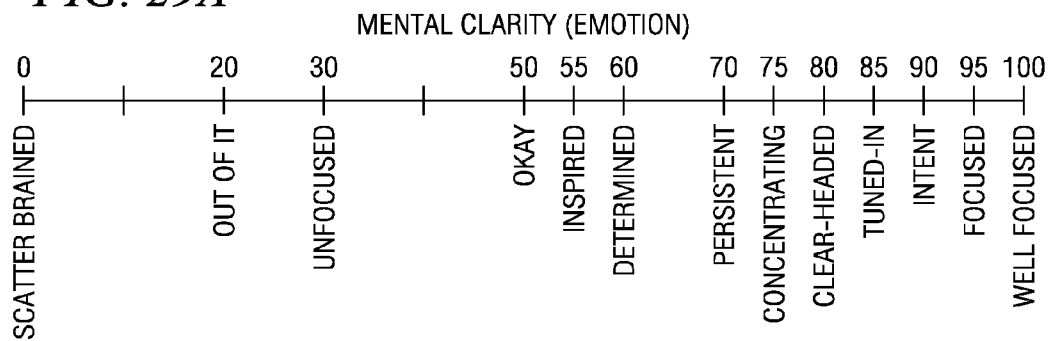 FIG. 29A
MENTAL CLARITY (EMOTION)
0 20 30 50 55 60 70 75 80 85 90 95 100
SCATTER BRAINED
OUT OF IT
UNFOCUSED
OKAY
INSPIRED
DETERMINED
PERSISTENT
CONCENTRATING
CLEAR-HEADED
TUNED-IN
INTENT
FOCUSED
WELL FOCUSED